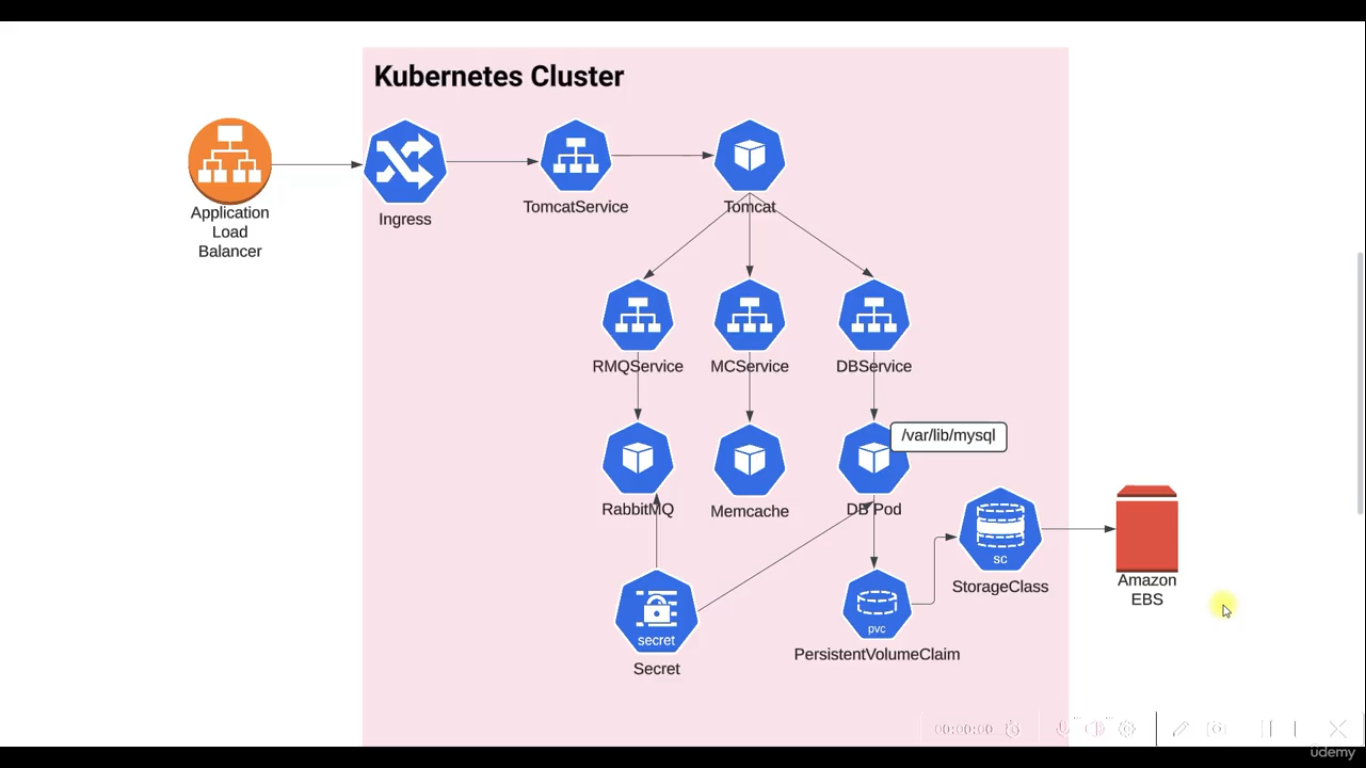 Kubernetes Cluster
Application
Load
Balancer
Ingress
TomcatService
Tomcat
RMQService
MCService
DBService
/var/lib/mysql
RabbitMQ
Memcache
DB Pod
sc
StorageClass
Amazon
EBS
secret
Secret
pvc
PersistentVolumeClaim
00:00:00
ûdemy